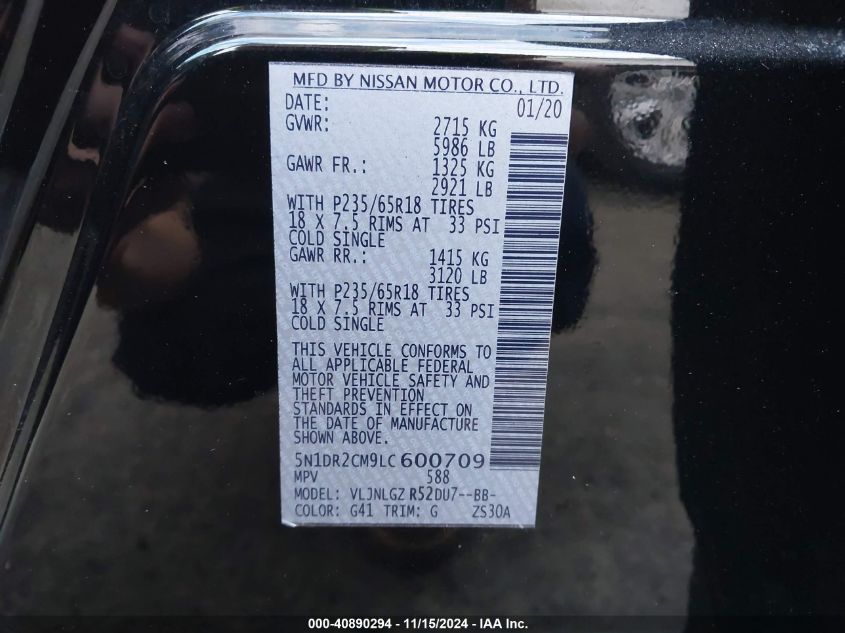 MFD BY NISSAN MOTOR CO., LTD.
DATE: 01/20
GVWR: 2715 KG
5986 LB
GAWR FR.: 1325 KG
2921 LB
WITH P235/65R18 TIRES
18 X 7.5 RIMS AT 33 PSI
COLD SINGLE
GAWR RR.: 1415 KG
3120 LB
WITH P235/65R18 TIRES
18 X 7.5 RIMS AT 33 PSI
COLD SINGLE
THIS VEHICLE CONFORMS TO
ALL APPLICABLE FEDERAL
MOTOR VEHICLE SAFETY AND
THEFT PREVENTION
STANDARDS IN EFFECT ON
THE DATE OF MANUFACTURE
SHOWN ABOVE.
5N1DR2CM9LC600709
MPV 588
MODEL: VLJNLGZ R52DU7--BB-
COLOR: G41 TRIM: G ZS30A
000-40890294 - 11/15/2024 - IAA Inc.